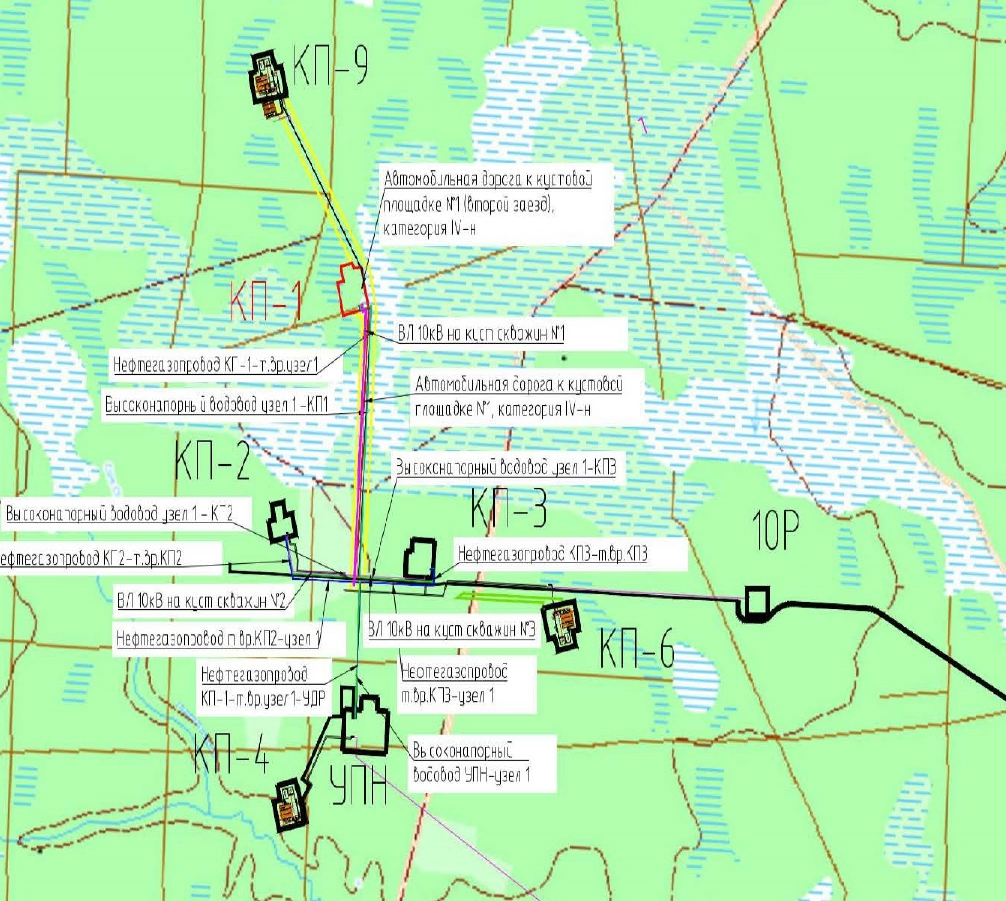 КП-9
Автомобильная дорога к кустовой
площадке №1 (второй заезд),
категория IV-н
КП-1
ВЛ 10кВ на куст скважин №1
Нефтегазопровод КП-1-т.вр.узел1
Автомобильная дорога к кустовой
площадке №1, категория IV-н
Высоконапорный водовод узел 1-КП1
КП-2
Высоконапорный водовод узел 1-КП3
КП-3
Высоконапорный водовод узел 1 - КП2
10Р
ефтегазопровод КП2-т.вр.КП2
Нефтегазопровод КП3-т.вр.КП3
ВЛ 10кВ на куст скважин №2
Нефтегазопровод т.вр.КП2-узел 1
ВЛ 10кВ на куст скважин №3
КП-6
Нефтегазопровод
КП-1-т.вр.узел 1-УДР
Нефтегазопровод
т.вр.КП3-узел 1
КП-4
УПН
Высоконапорный
водовод УПН-узел 1